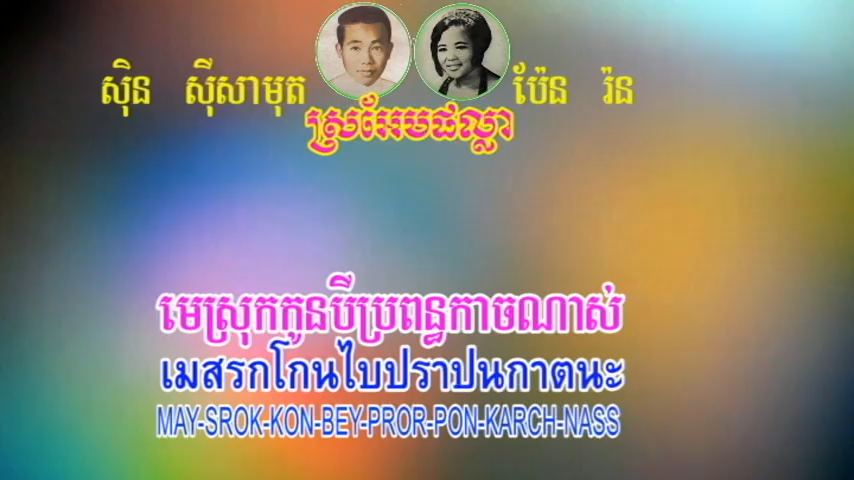 ស៊ិន ស៊ីសាមុត ប៉ែន រ៉ន
ស្រអែមផល្លា
មេស្រុកកូនបីប្រពន្ធកាចណាស់
เมสรกโกนไบปราปนกาตนะ
MAY-SROK-KON-BEY-PROR-PON-KARCH-NASS